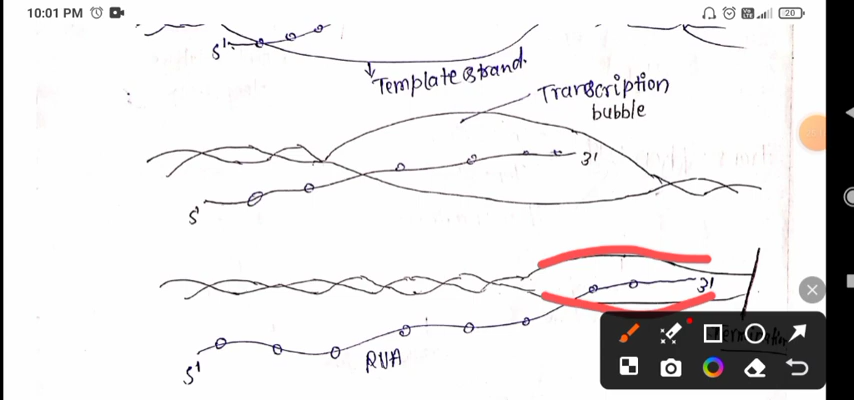 10:01 PM
20
5'
Template strand.
Transcription
bubble
3'
5'
3'
5'
RNA